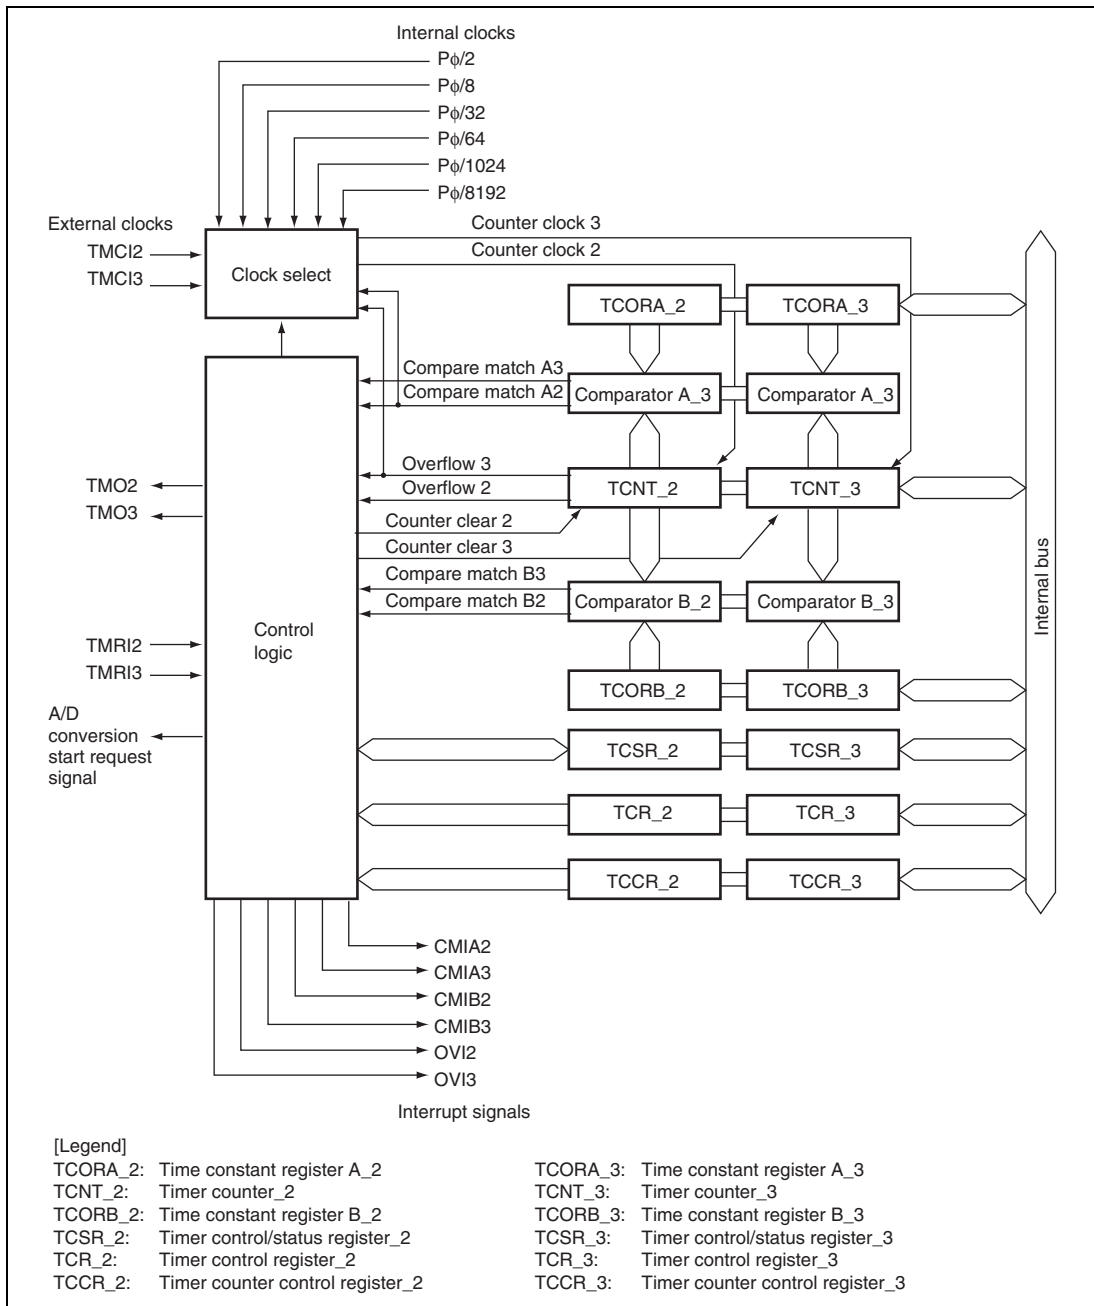 Internal clocks
Pϕ/2
Pϕ/8
Pϕ/32
Pϕ/64
Pϕ/1024
Pϕ/8192
External clocks
TMCI2
TMCI3
Clock select
Counter clock 3
Counter clock 2
TCORA_2
TCORA_3
Compare match A3
Compare match A2
Comparator A_3
Comparator A_3
Overflow 3
Overflow 2
TCNT_2
TCNT_3
TMO2
TMO3
Counter clear 2
Counter clear 3
Compare match B3
Compare match B2
Comparator B_2
Comparator B_3
Internal bus
Control
logic
TMRI2
TMRI3
TCORB_2
TCORB_3
A/D
conversion
start request
signal
TCSR_2
TCSR_3
TCR_2
TCR_3
TCCR_2
TCCR_3
CMIA2
CMIA3
CMIB2
CMIB3
OVI2
OVI3
Interrupt signals
[Legend]
TCORA_2: Time constant register A_2
TCNT_2: Timer counter_2
TCORB_2: Time constant register B_2
TCSR_2: Timer control/status register_2
TCR_2: Timer control register_2
TCCR_2: Timer counter control register_2
TCORA_3: Time constant register A_3
TCNT_3: Timer counter_3
TCORB_3: Time constant register B_3
TCSR_3: Timer control/status register_3
TCR_3: Timer control register_3
TCCR_3: Timer counter control register_3